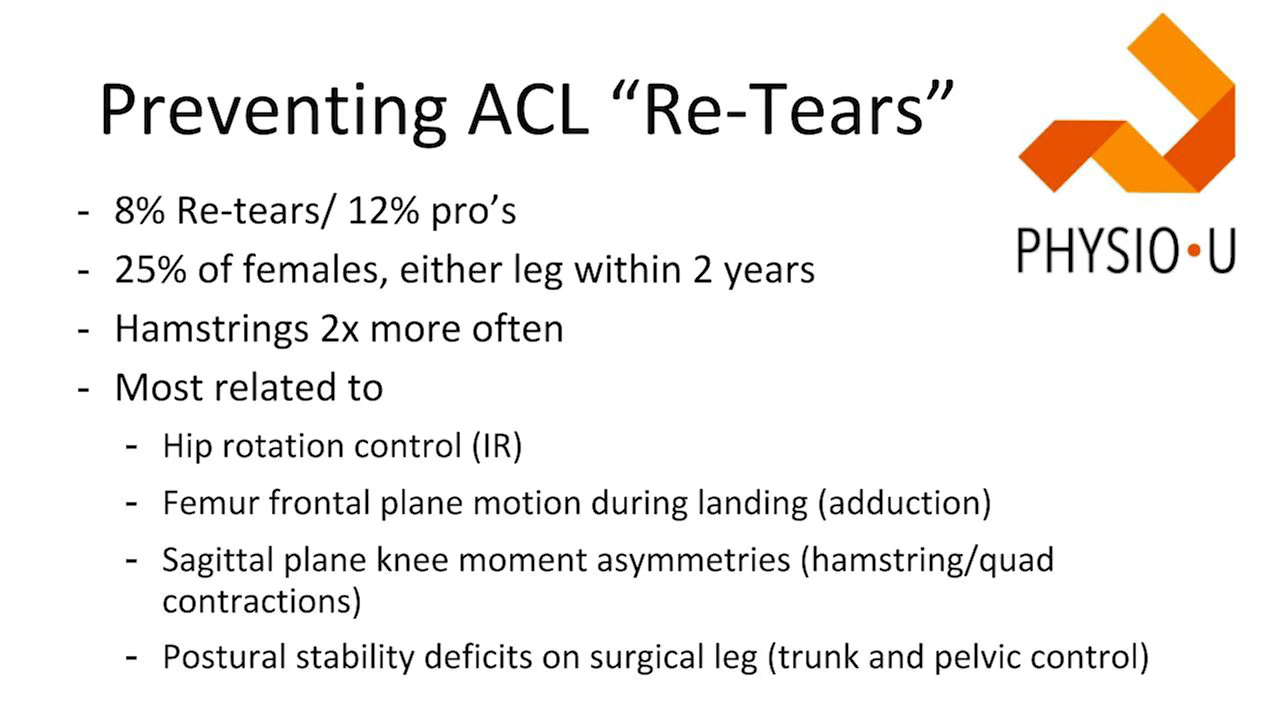 Preventing ACL “Re-Tears”
PHYSIO•U
- 8% Re-tears/ 12% pro’s
- 25% of females, either leg within 2 years
- Hamstrings 2x more often
- Most related to
- Hip rotation control (IR)
- Femur frontal plane motion during landing (adduction)
- Sagittal plane knee moment asymmetries (hamstring/quad
contractions)
- Postural stability deficits on surgical leg (trunk and pelvic control)